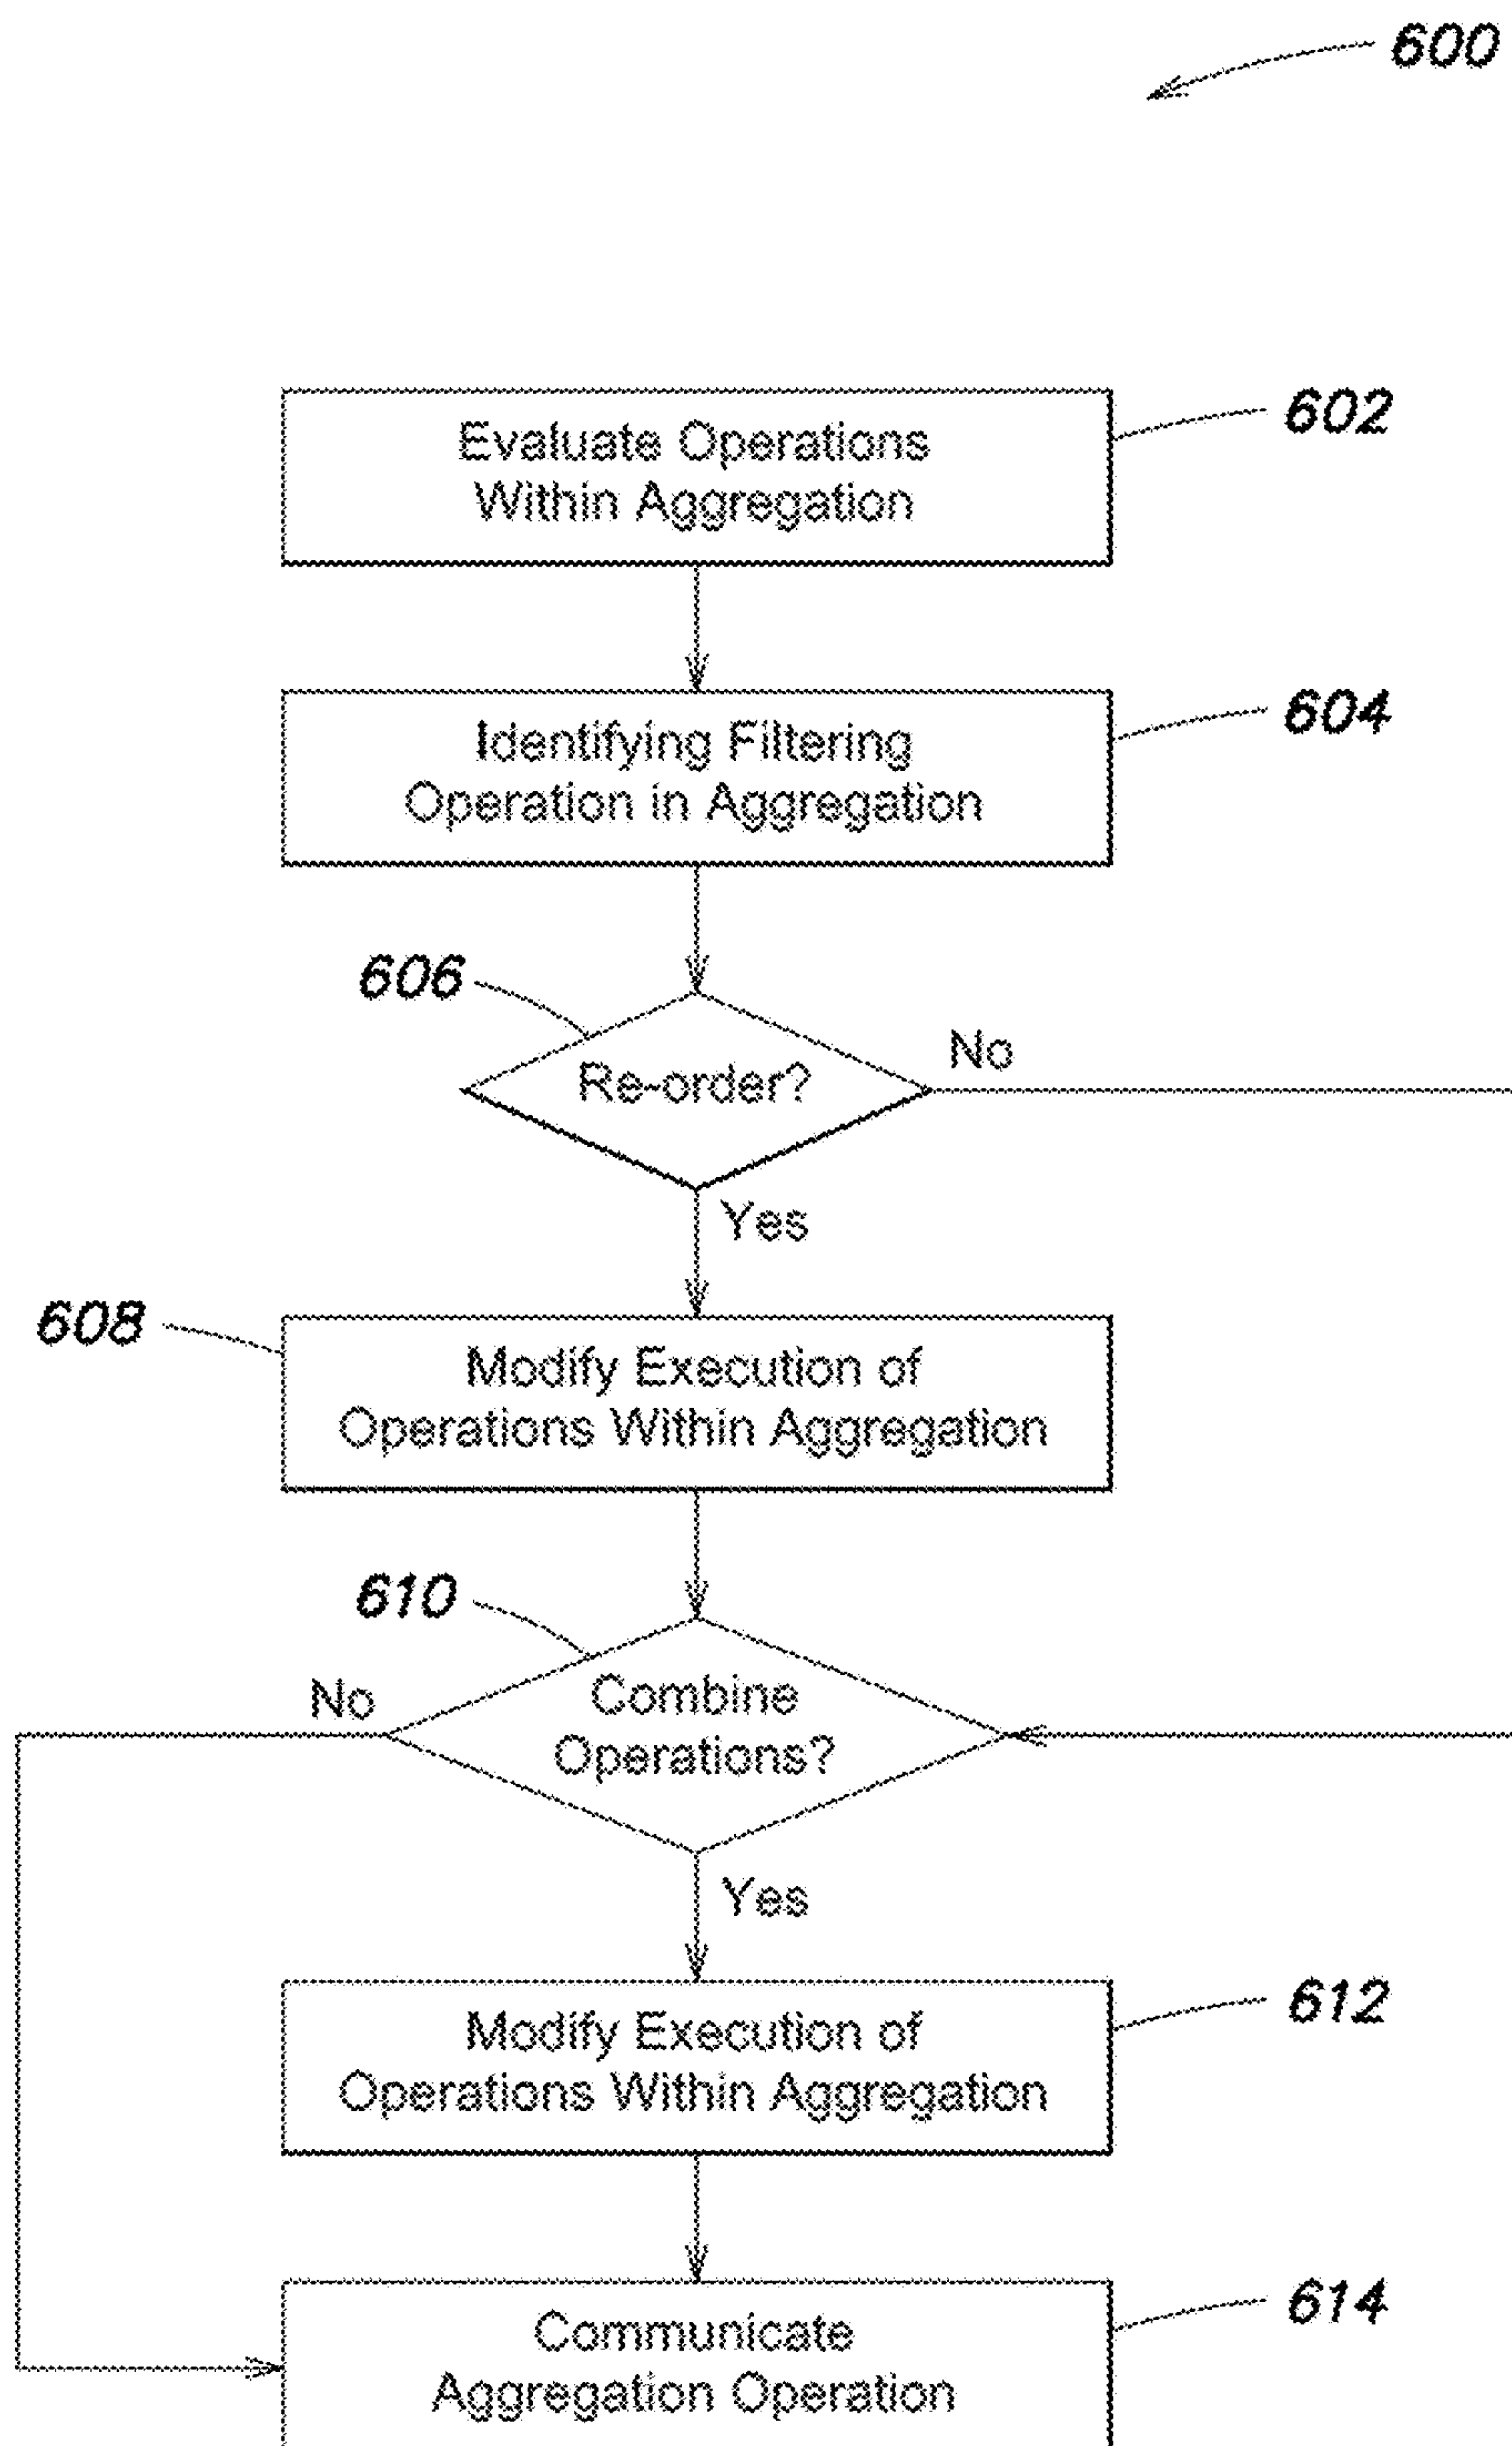 600
Evaluate Operations
Within Aggregation
602
Identifying Filtering
Operation in Aggregation
604
606
Re-order?
No
Yes
608
Modify Execution of
Operations Within Aggregation
610
No
Combine
Operations?
Yes
Modify Execution of
Operations Within Aggregation
612
Communicate
Aggregation Operation
614